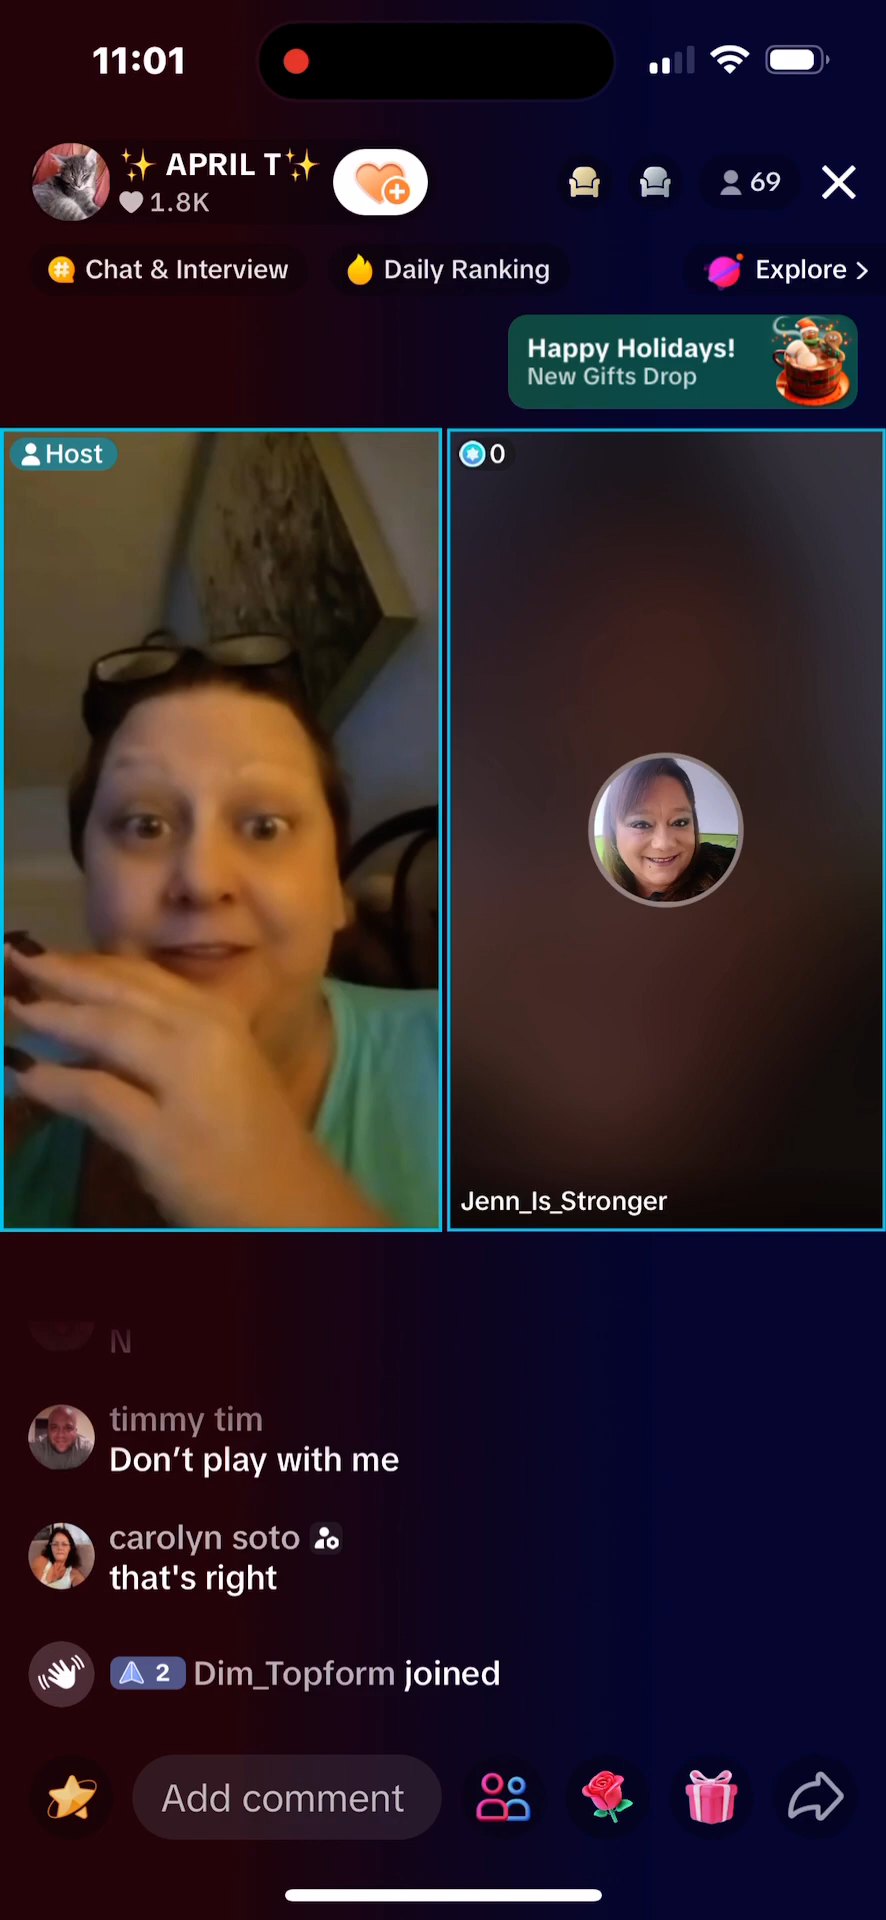 11:01
✨ APRIL T✨
1.8K
69
Chat & Interview
Daily Ranking
Explore >
Happy Holidays!
New Gifts Drop
Host
0
Jenn_Is_Stronger
N
timmy tim
Don’t play with me
carolyn soto
that's right
2 Dim_Topform joined
Add comment